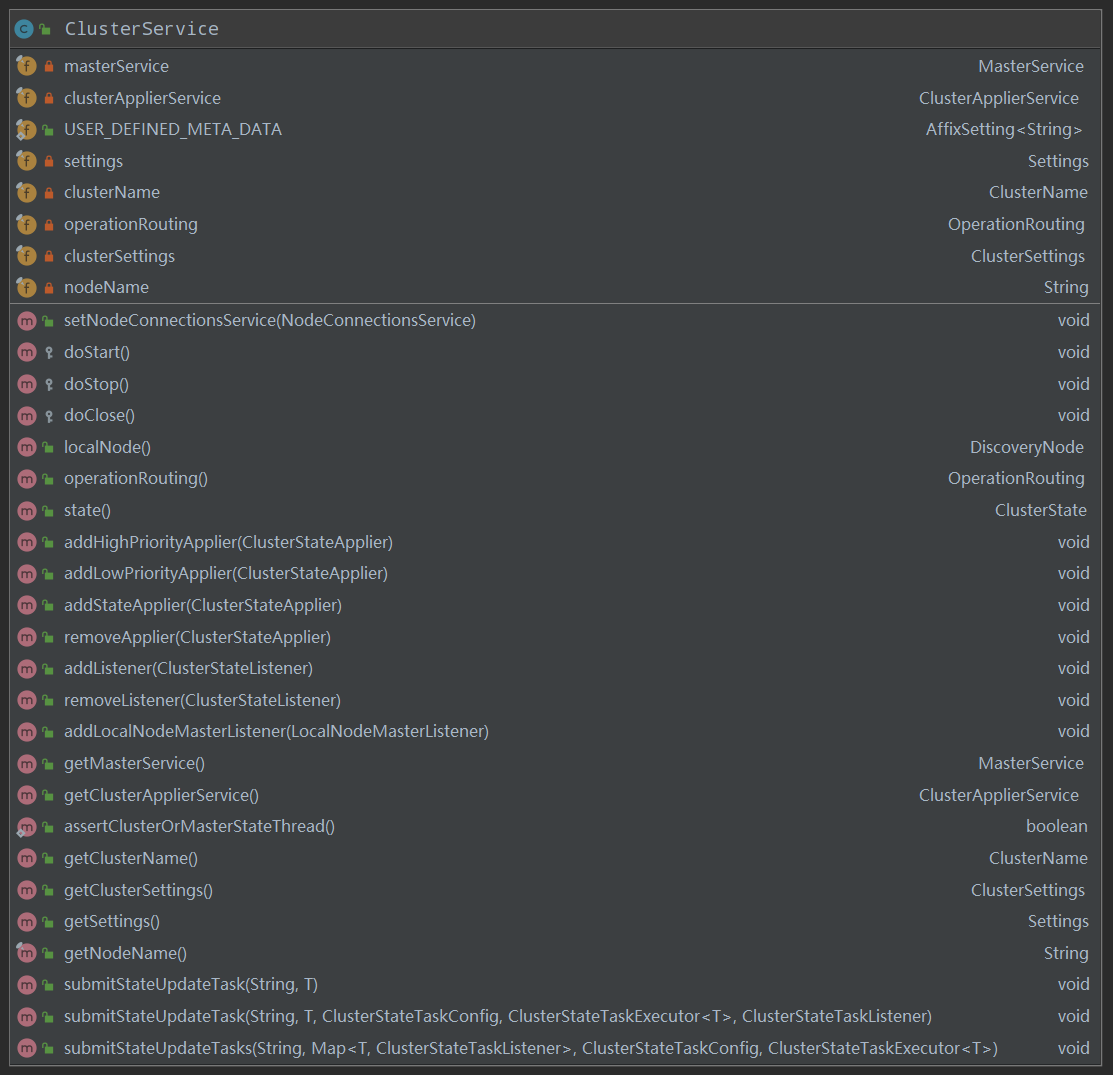 ClusterService
masterService MasterService
clusterApplierService ClusterApplierService
USER_DEFINED_META_DATA AffixSetting<String>
settings Settings
clusterName ClusterName
operationRouting OperationRouting
clusterSettings ClusterSettings
nodeName String
setNodeConnectionsService(NodeConnectionsService) void
doStart() void
doStop() void
doClose() void
localNode() DiscoveryNode
operationRouting() OperationRouting
state() ClusterState
addHighPriorityApplier(ClusterStateApplier) void
addLowPriorityApplier(ClusterStateApplier) void
addStateApplier(ClusterStateApplier) void
removeApplier(ClusterStateApplier) void
addListener(ClusterStateListener) void
removeListener(ClusterStateListener) void
addLocalNodeMasterListener(LocalNodeMasterListener) void
getMasterService() MasterService
getClusterApplierService() ClusterApplierService
assertClusterOrMasterStateThread() boolean
getClusterName() ClusterName
getClusterSettings() ClusterSettings
getSettings() Settings
getNodeName() String
submitStateUpdateTask(String, T) void
submitStateUpdateTask(String, T, ClusterStateTaskConfig, ClusterStateTaskExecutor<T>, ClusterStateTaskListener) void
submitStateUpdateTasks(String, Map<T, ClusterStateTaskListener>, ClusterStateTaskConfig, ClusterStateTaskExecutor<T>) void